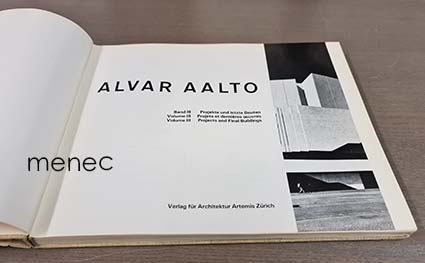 ALVAR AALTO
Band III Projekte und letzte Bauten
Volume III Projets et dernières œuvres
Volume III Projects and Final Buildings
menec
Verlag für Architektur Artemis Zürich